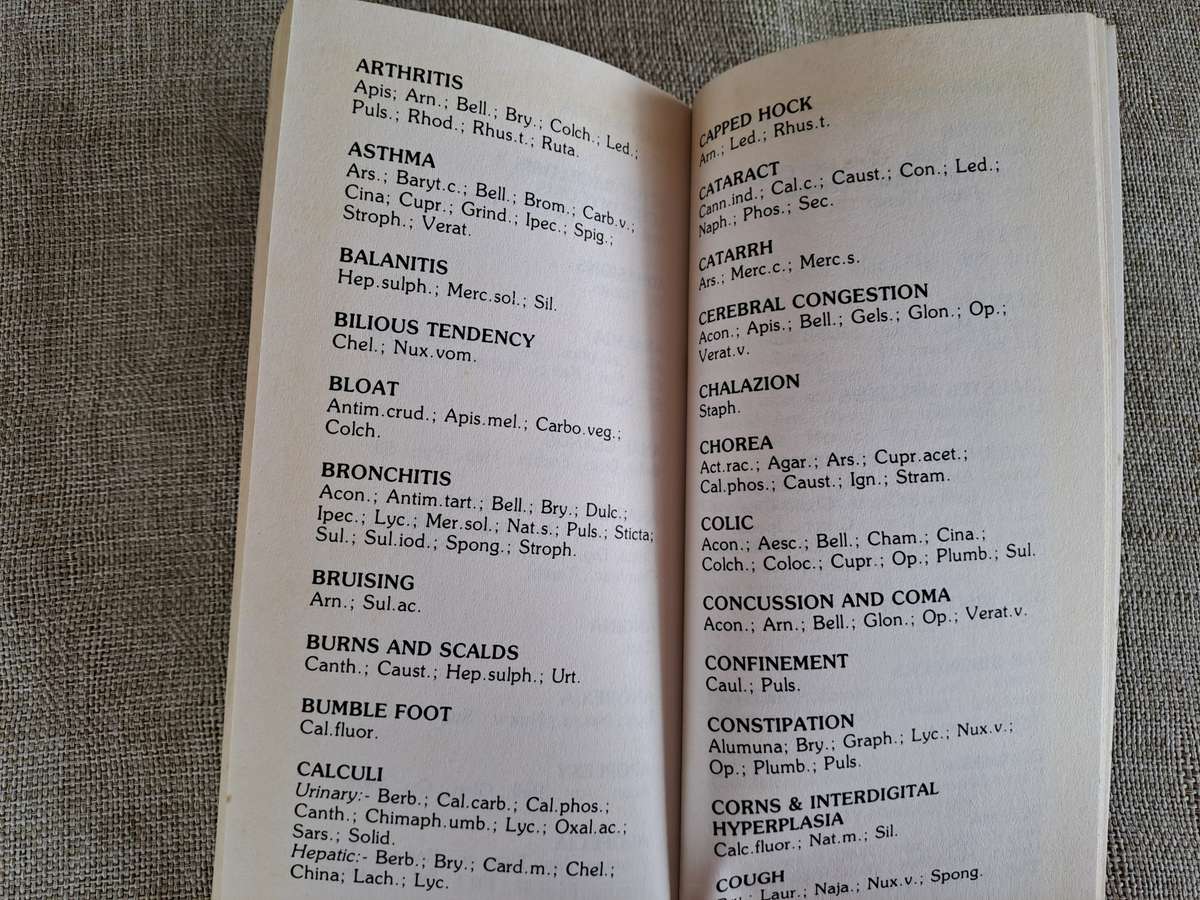 ARTHRITIS
Apis; Arn.; Bell.; Bry.; Colch.; Led.;
Puls.; Rhod.; Rhus.t.; Ruta.
ASTHMA
Ars.; Baryt.c.; Bell.; Brom.; Carb.v.;
Cina; Cupr.; Grind.; Ipec.; Spig.;
Stroph.; Verat.
BALANITIS
Hep.sulph.; Merc.sol.; Sil.
BILIOUS TENDENCY
Chel.; Nux.vom.
BLOAT
Antim.crud.; Apis.mel.; Carbo.veg.;
Colch.
BRONCHITIS
Acon.; Antim.tart.; Bell.; Bry.; Dulc.;
Ipec.; Lyc.; Mer.sol.; Nat.s.; Puls.; Sticta;
Sul.; Sul.iod.; Spong.; Stroph.
BRUISING
Arn.; Sul.ac.
BURNS AND SCALDS
Canth.; Caust.; Hep.sulph.; Urt.
BUMBLE FOOT
Cal.fluor.
CALCULI
Urinary:- Berb.; Cal.carb.; Cal.phos.;
Canth.; Chimaph.umb.; Lyc.; Oxal.ac.;
Sars.; Solid.
Hepatic:- Berb.; Bry.; Card.m.; Chel.;
China; Lach.; Lyc.
CAPPED HOCK
Arn.; Led.; Rhus.t.
CATARACT
Cann.ind.; Cal.c.; Caust.; Con.; Led.;
Naph.; Phos.; Sec.
CATARRH
Ars.; Merc.c.; Merc.s.
CEREBRAL CONGESTION
Acon.; Apis.; Bell.; Gels.; Glon.; Op.;
Verat.v.
CHALAZION
Staph.
CHOREA
Act.rac.; Agar.; Ars.; Cupr.acet.;
Cal.phos.; Caust.; Ign.; Stram.
COLIC
Acon.; Aesc.; Bell.; Cham.; Cina.;
Colch.; Coloc.; Cupr.; Op.; Plumb.; Sul.
CONCUSSION AND COMA
Acon.; Arn.; Bell.; Glon.; Op.; Verat.v.
CONFINEMENT
Caul.; Puls.
CONSTIPATION
Alumuna; Bry.; Graph.; Lyc.; Nux.v.;
Op.; Plumb.; Puls.
CORNS & INTERDIGITAL
HYPERPLASIA
Calc.fluor.; Nat.m.; Sil.
COUGH
Laur.; Naja.; Nux.v.; Spong.